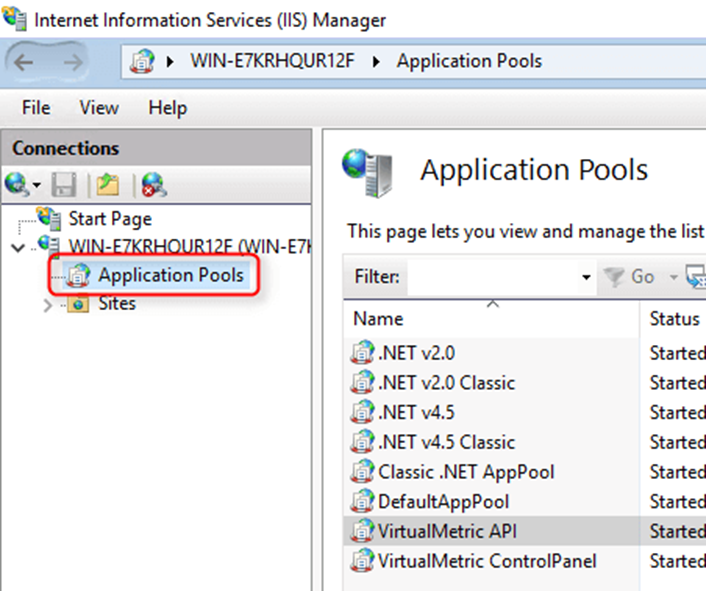 Internet Information Services (IIS) Manager
WIN-E7KRHQUR12F Application Pools
File View Help
Connections
Start Page
WIN-E7KRHQUR12F (WIN-E7
Application Pools
Sites
Application Pools
This page lets you view and manage the list
Filter: Go
Name Status
.NET v2.0 Started
.NET v2.0 Classic Started
.NET v4.5 Started
.NET v4.5 Classic Started
Classic .NET AppPool Started
DefaultAppPool Started
VirtualMetric API Started
VirtualMetric ControlPanel Started